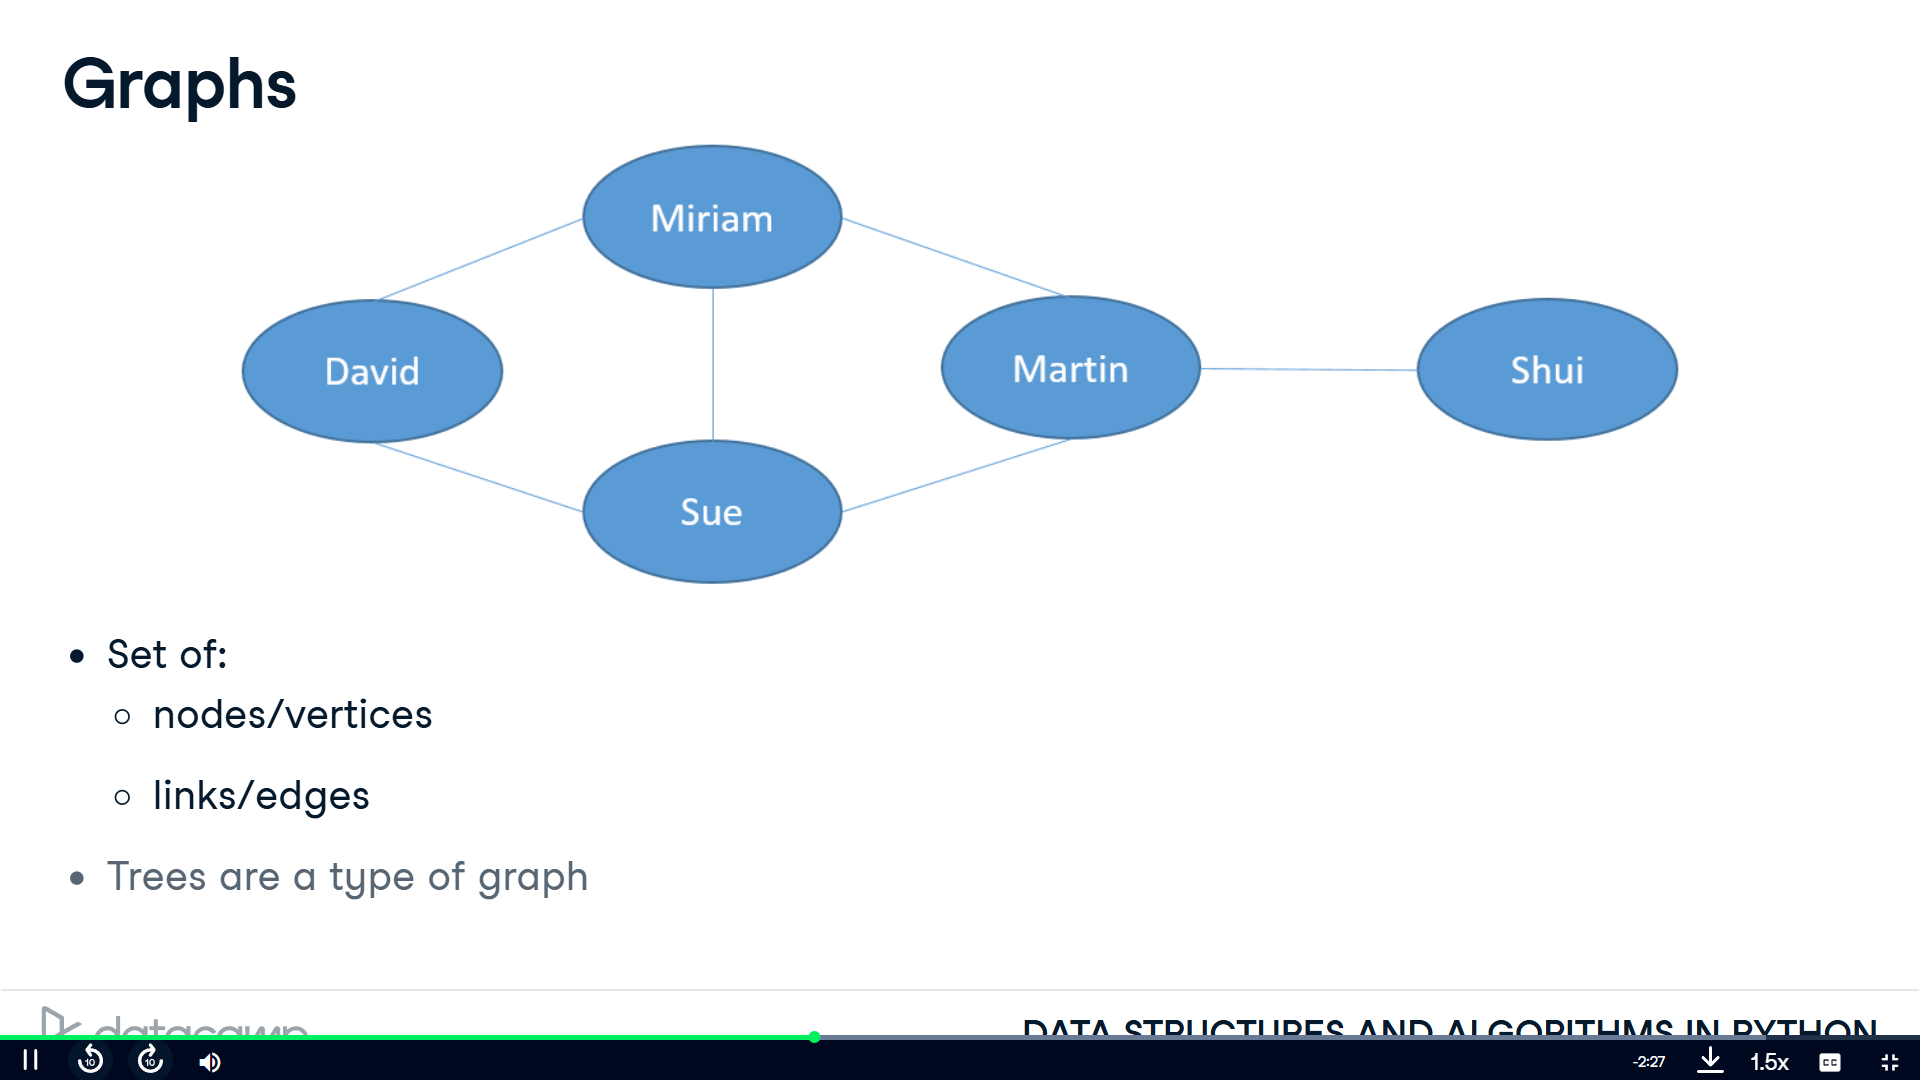 Graphs
Miriam
David
Martin
Shui
Sue
Set of:
nodes/vertices
links/edges
Trees are a type of graph
datacamp
DATA STRUCTURES AND ALGORITHMS IN PYTHON
10
10
-2:27
1.5x
CC